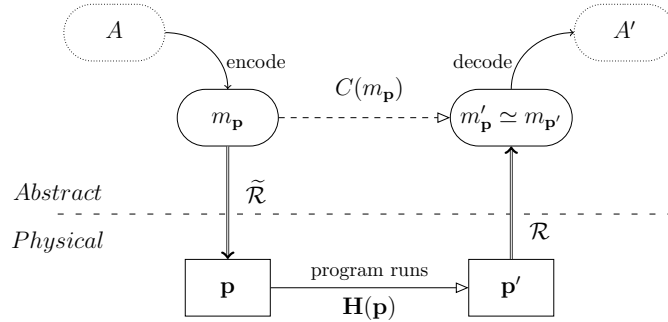 A
A′
encode
decode
C(m_𝐩)
m_𝐩
m′_𝐩 ≃ m_𝐩′
Abstract
ℛ̃
Physical
ℛ
𝐩
program runs
𝐇(𝐩)
𝐩′